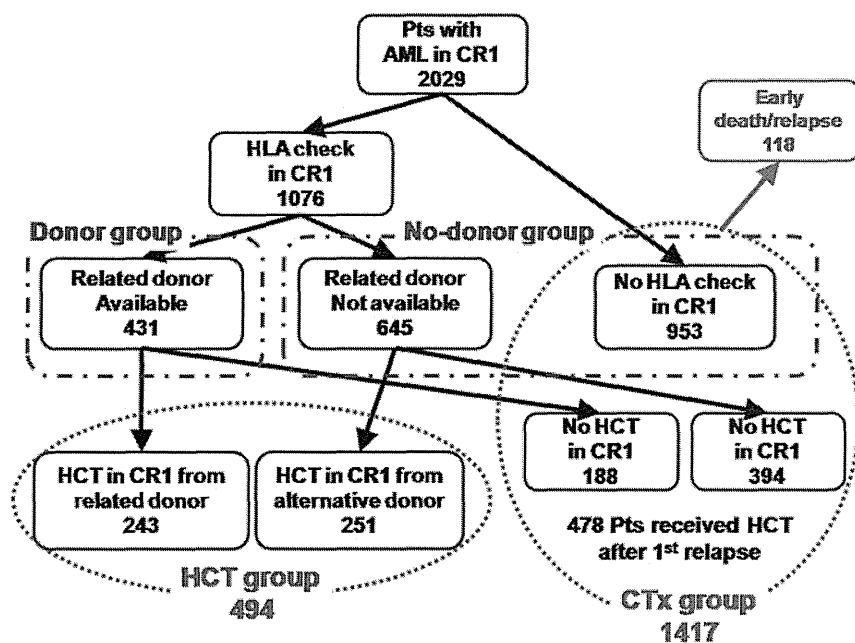 Pts with
AML in CR1
2029
Early
death/relapse
118
HLA check
in CR1
1076
Donor group
No-donor group
Related donor
Available
431
Related donor
Not available
645
No HLA check
in CR1
953
No HCT
in CR1
188
No HCT
in CR1
394
HCT in CR1 from
related donor
243
HCT in CR1 from
alternative donor
251
478 Pts received HCT
after 1st relapse
HCT group
494
CTx group
1417